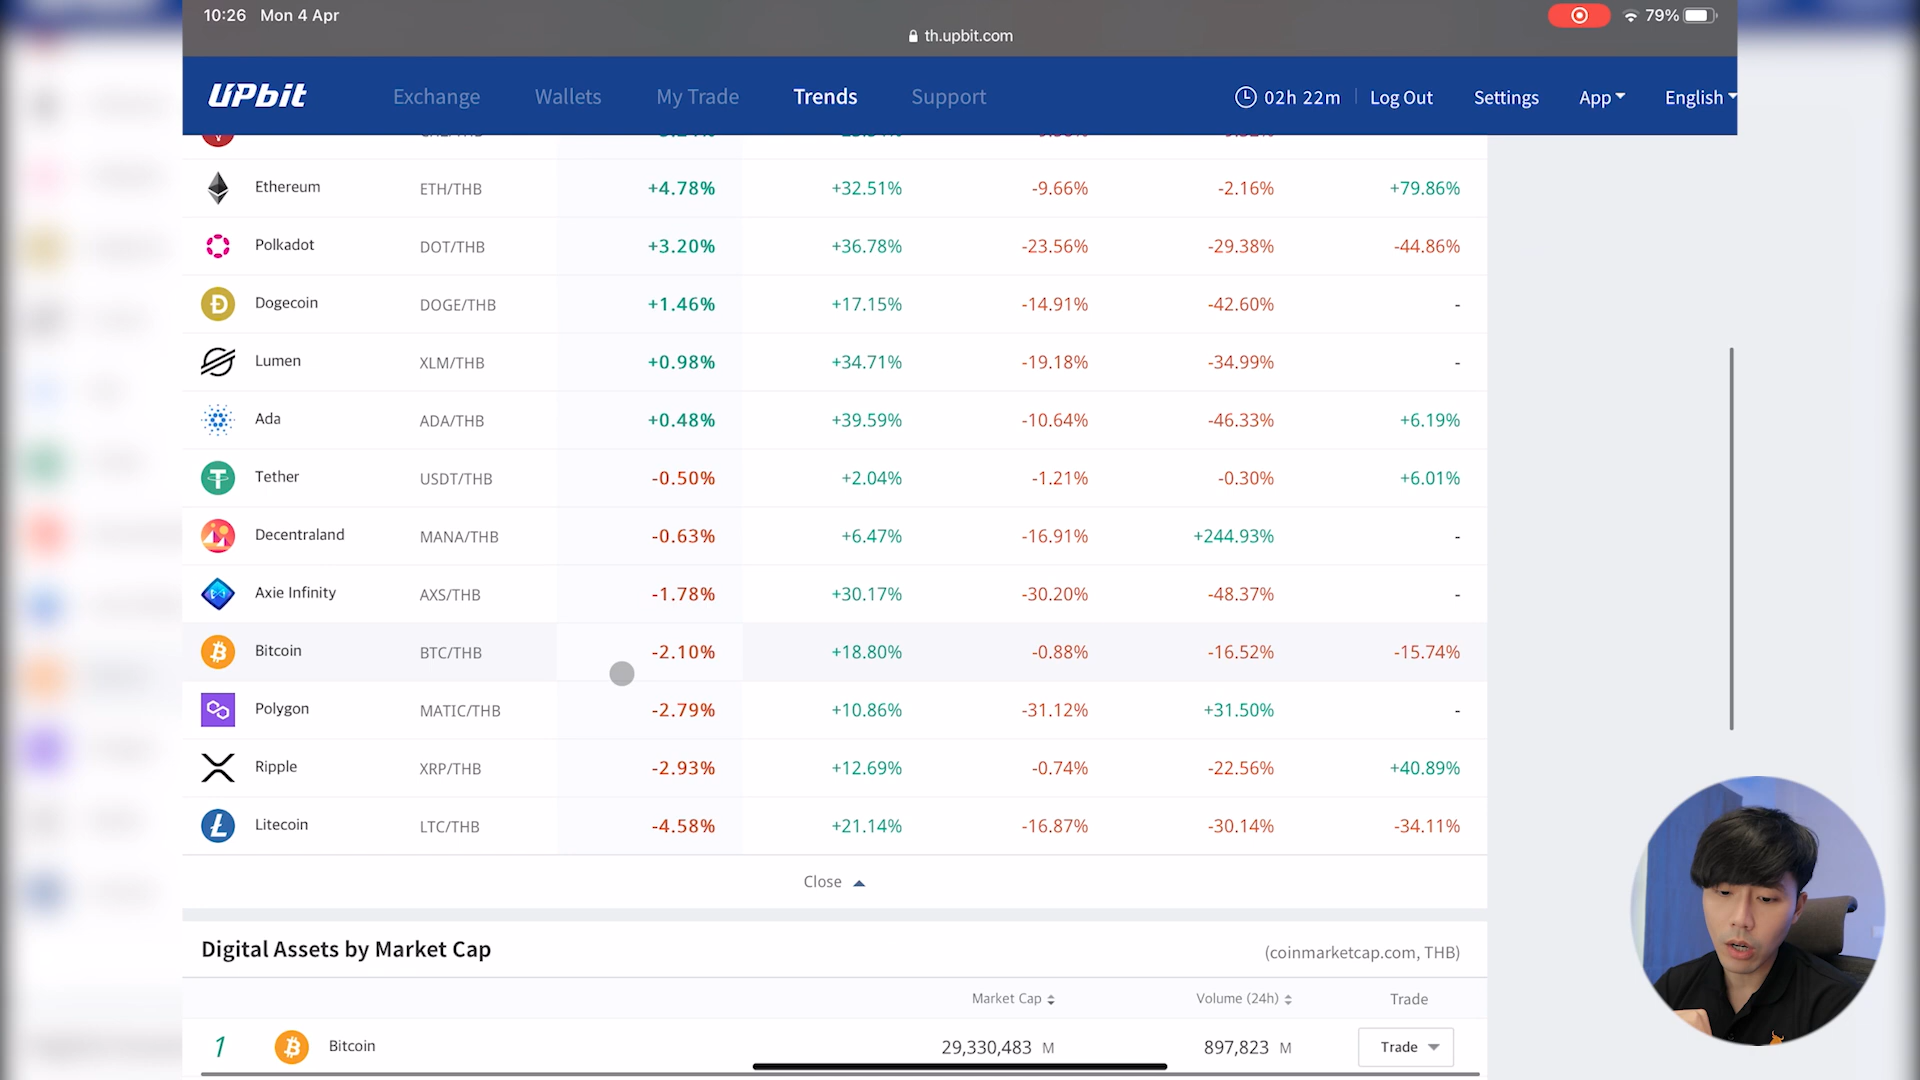 10:26 Mon 4 Apr
79%
th.upbit.com
UPbit Exchange Wallets My Trade Trends Support 02h 22m Log Out Settings App English
Ethereum ETH/THB +4.78% +32.51% -9.66% -2.16% +79.86%
Polkadot DOT/THB +3.20% +36.78% -23.56% -29.38% -44.86%
Dogecoin DOGE/THB +1.46% +17.15% -14.91% -42.60% -
Lumen XLM/THB +0.98% +34.71% -19.18% -34.99% -
Ada ADA/THB +0.48% +39.59% -10.64% -46.33% +6.19%
Tether USDT/THB -0.50% +2.04% -1.21% -0.30% +6.01%
Decentraland MANA/THB -0.63% +6.47% -16.91% +244.93% -
Axie Infinity AXS/THB -1.78% +30.17% -30.20% -48.37% -
Bitcoin BTC/THB -2.10% +18.80% -0.88% -16.52% -15.74%
Polygon MATIC/THB -2.79% +10.86% -31.12% +31.50% -
Ripple XRP/THB -2.93% +12.69% -0.74% -22.56% +40.89%
Litecoin LTC/THB -4.58% +21.14% -16.87% -30.14% -34.11%
Close
Digital Assets by Market Cap (coinmarketcap.com, THB)
Market Cap Volume (24h) Trade
1 Bitcoin 29,330,483 M 897,823 M Trade